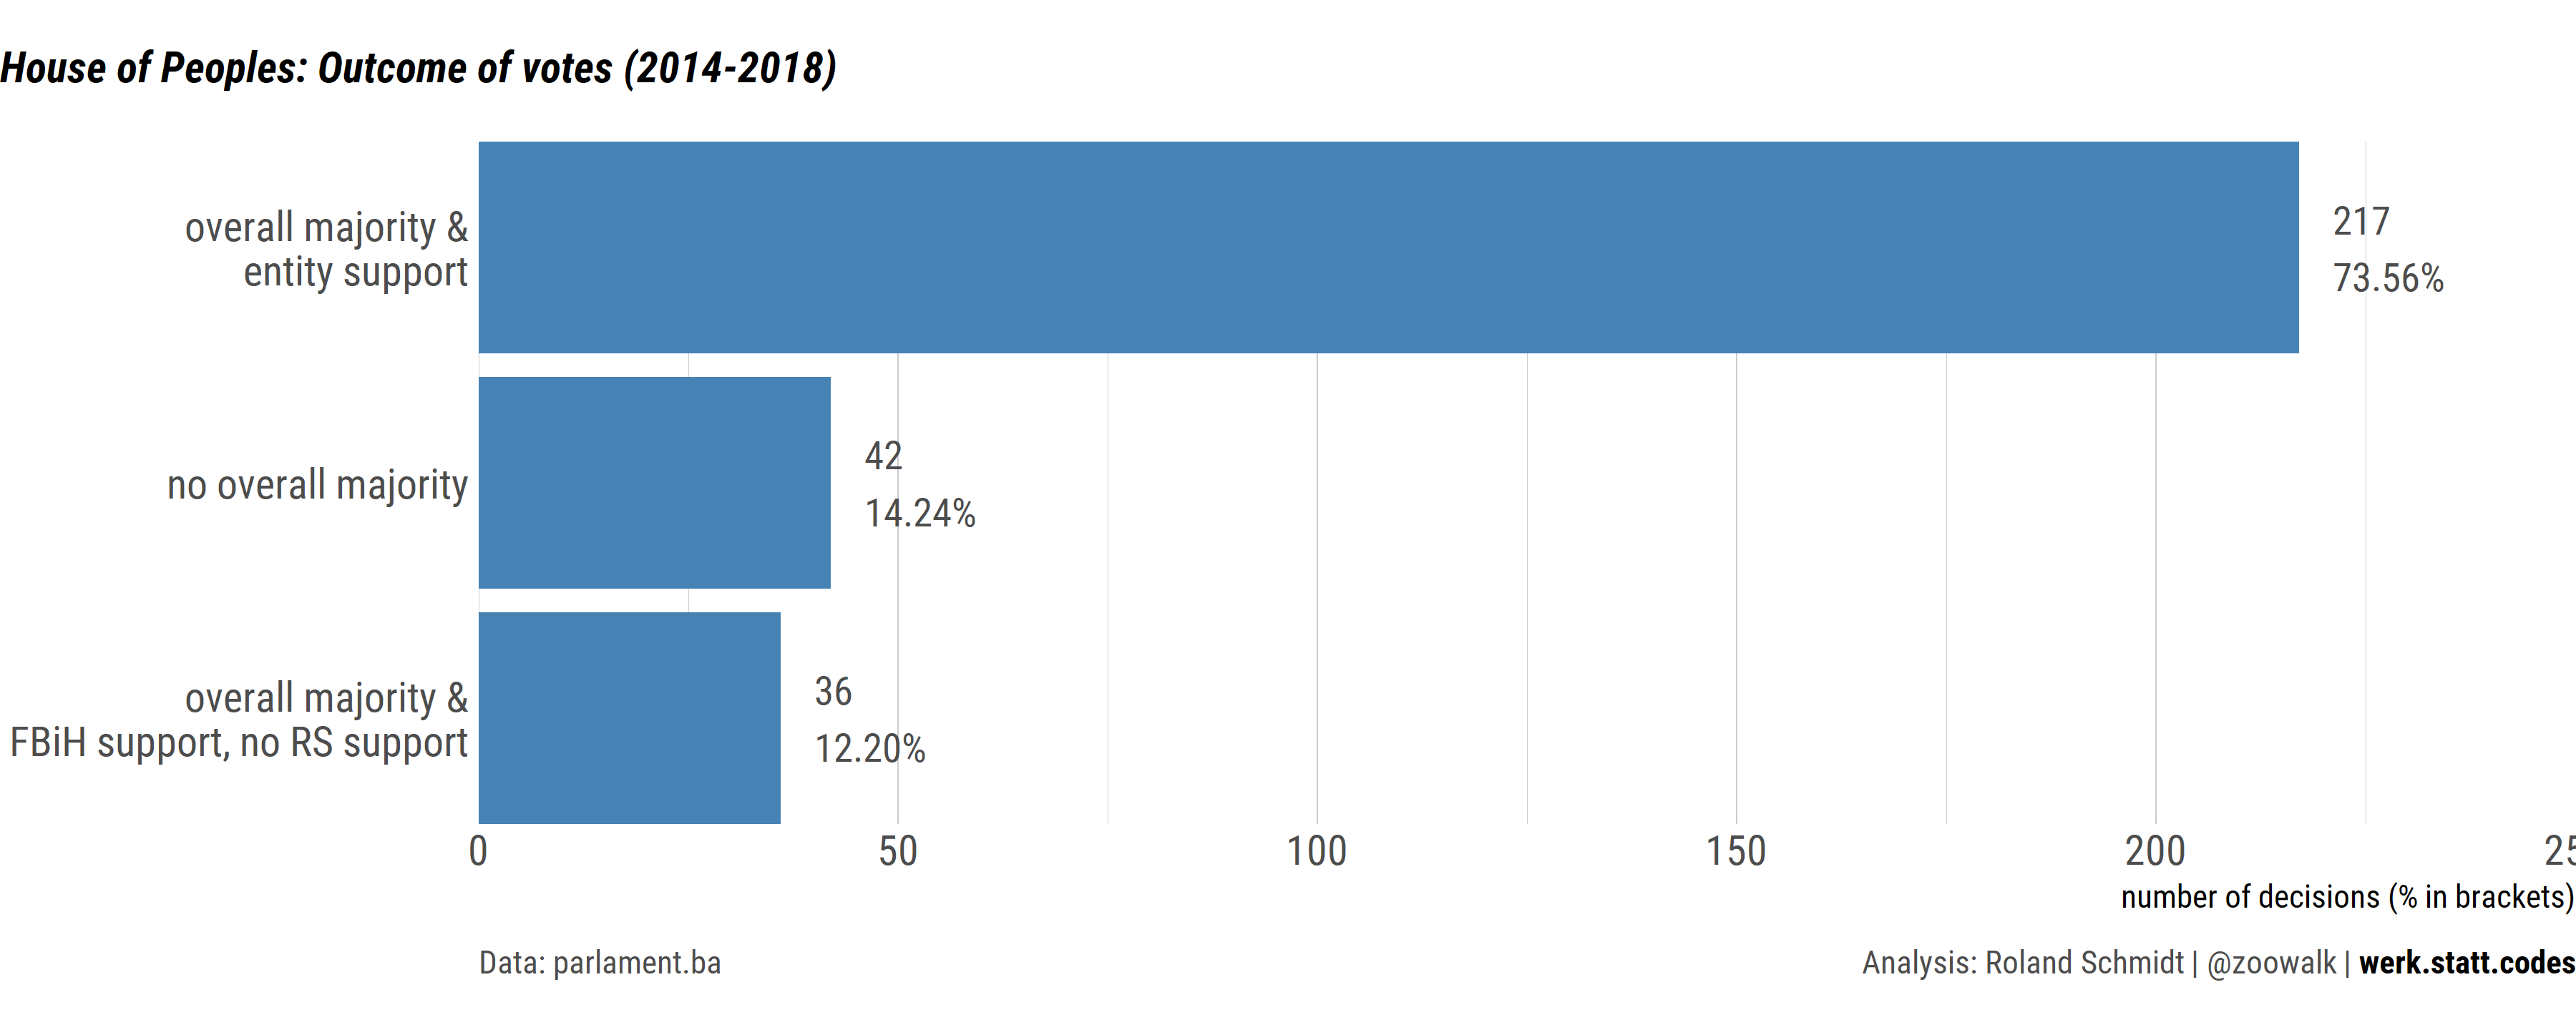 House of Peoples: Outcome of votes (2014-2018)
overall majority &
entity support
217
73.56%
no overall majority
42
14.24%
overall majority &
FBiH support, no RS support
36
12.20%
0 50 100 150 200 25
number of decisions (% in brackets)
Data: parlament.ba
Analysis: Roland Schmidt | @zoowalk | werk.statt.codes